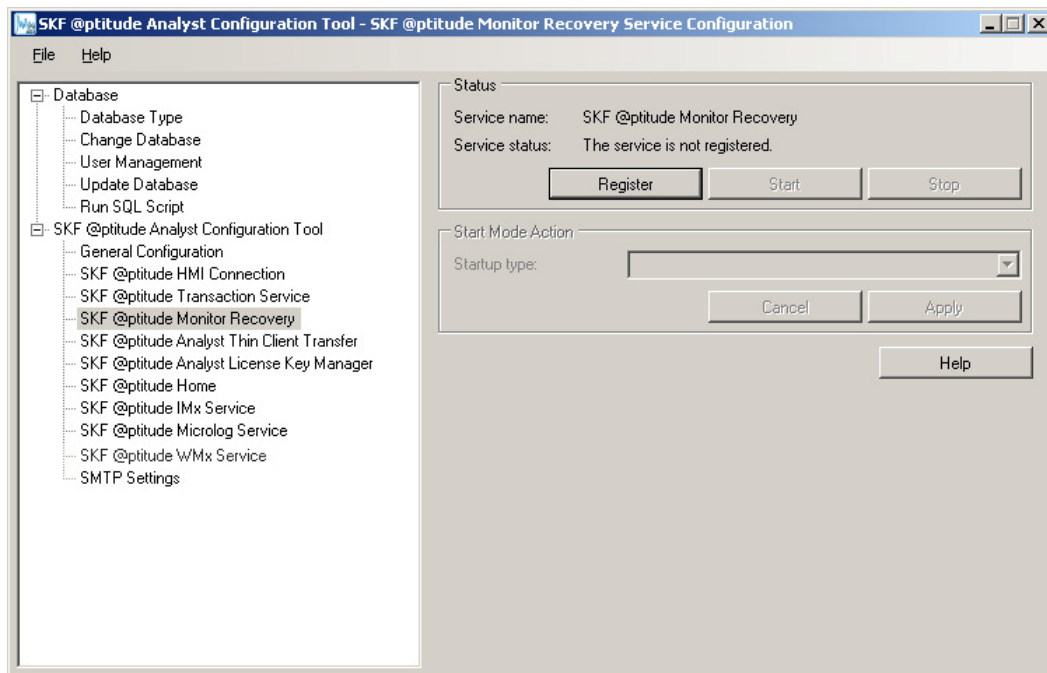 SKF @ptitude Analyst Configuration Tool - SKF @ptitude Monitor Recovery Service Configuration
File Help
Database
Database Type
Change Database
User Management
Update Database
Run SQL Script
SKF @ptitude Analyst Configuration Tool
General Configuration
SKF @ptitude HMI Connection
SKF @ptitude Transaction Service
SKF @ptitude Monitor Recovery
SKF @ptitude Analyst Thin Client Transfer
SKF @ptitude Analyst License Key Manager
SKF @ptitude Home
SKF @ptitude IMx Service
SKF @ptitude Microlog Service
SKF @ptitude WMx Service
SMTP Settings
Status
Service name: SKF @ptitude Monitor Recovery
Service status: The service is not registered.
Register Start Stop
Start Mode Action
Startup type:
Cancel Apply
Help